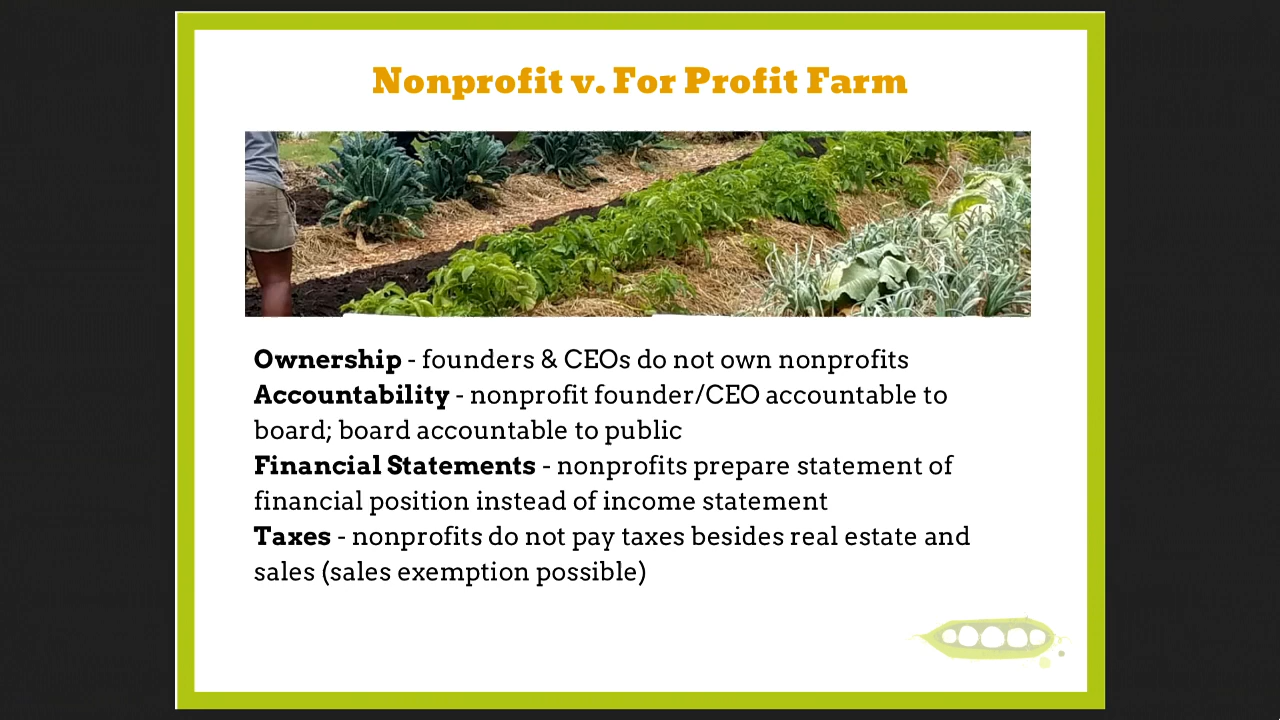 Nonprofit v. For Profit Farm
Ownership - founders & CEOs do not own nonprofits
Accountability - nonprofit founder/CEO accountable to
board; board accountable to public
Financial Statements - nonprofits prepare statement of
financial position instead of income statement
Taxes - nonprofits do not pay taxes besides real estate and
sales (sales exemption possible)